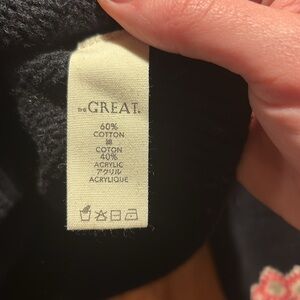 THE GREAT.
60%
COTTON
綿
COTON
40%
ACRYLIC
アクリル
ACRYLIQUE